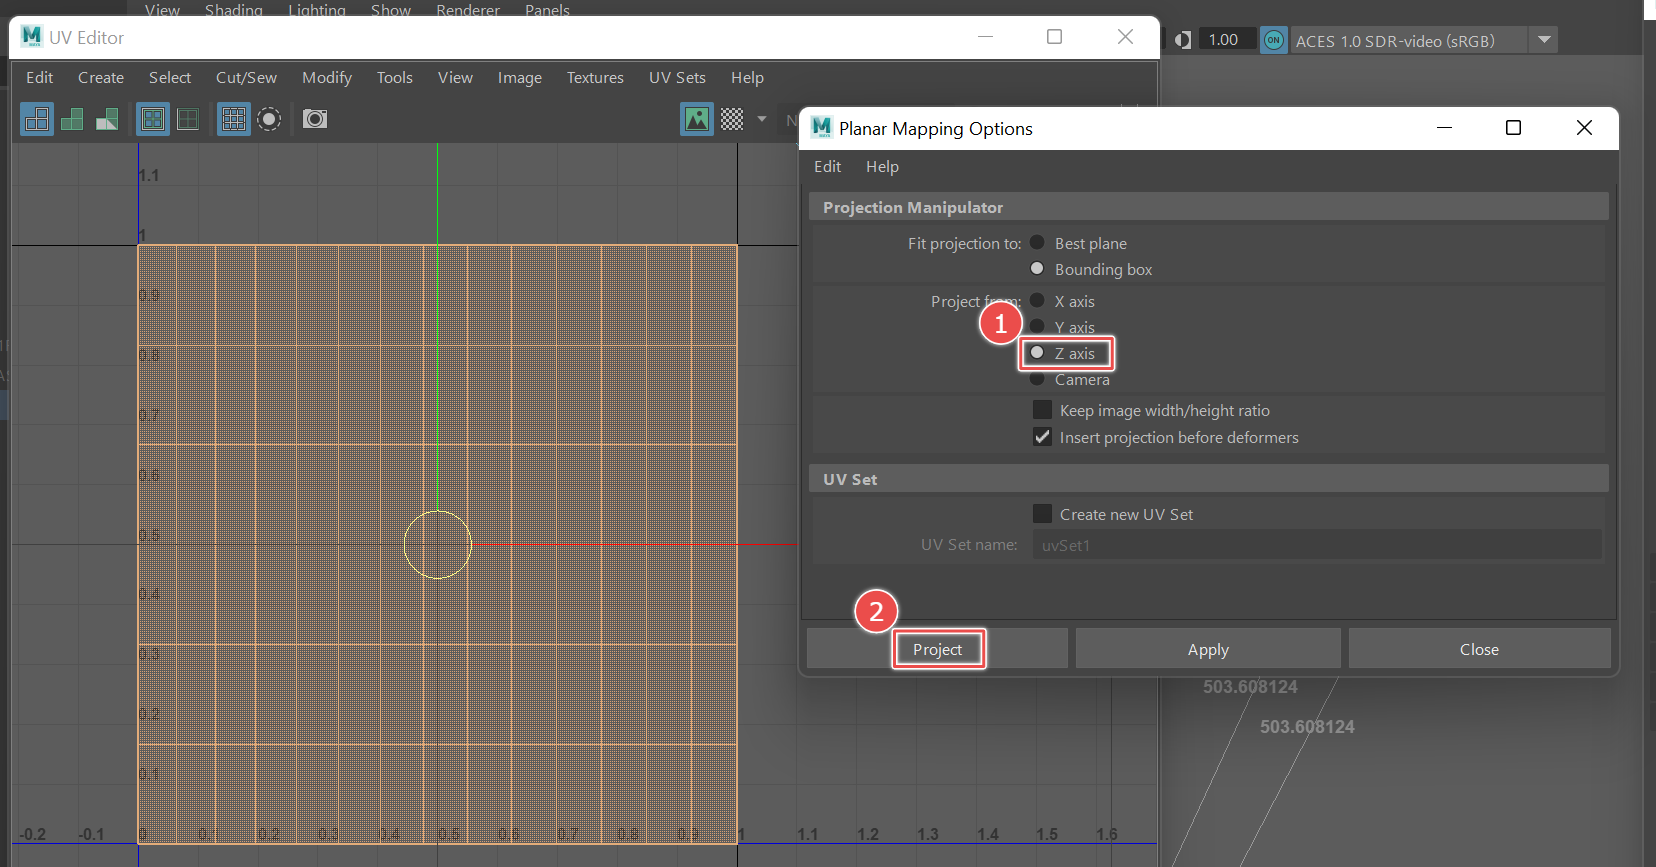 View Shading Lighting Show Renderer Panels
UV Editor
1.00 ON ACES 1.0 SDR-video (sRGB)
Edit Create Select Cut/Sew Modify Tools View Image Textures UV Sets Help
Planar Mapping Options
Edit Help
Projection Manipulator
Fit projection to: Best plane
Bounding box
Project from: X axis
1
Y axis
Z axis
Camera
Keep image width/height ratio
Insert projection before deformers
UV Set
Create new UV Set
UV Set name: uvSet1
2
Project Apply Close
503.608124
503.608124
1.1
1
0.9
0.8
0.7
0.6
0.5
0.4
0.3
0.2
0.1
-0.2 -0.1 0 0.1 0.2 0.3 0.4 0.5 0.6 0.7 0.8 0.9 1 1.1 1.2 1.3 1.4 1.5 1.6